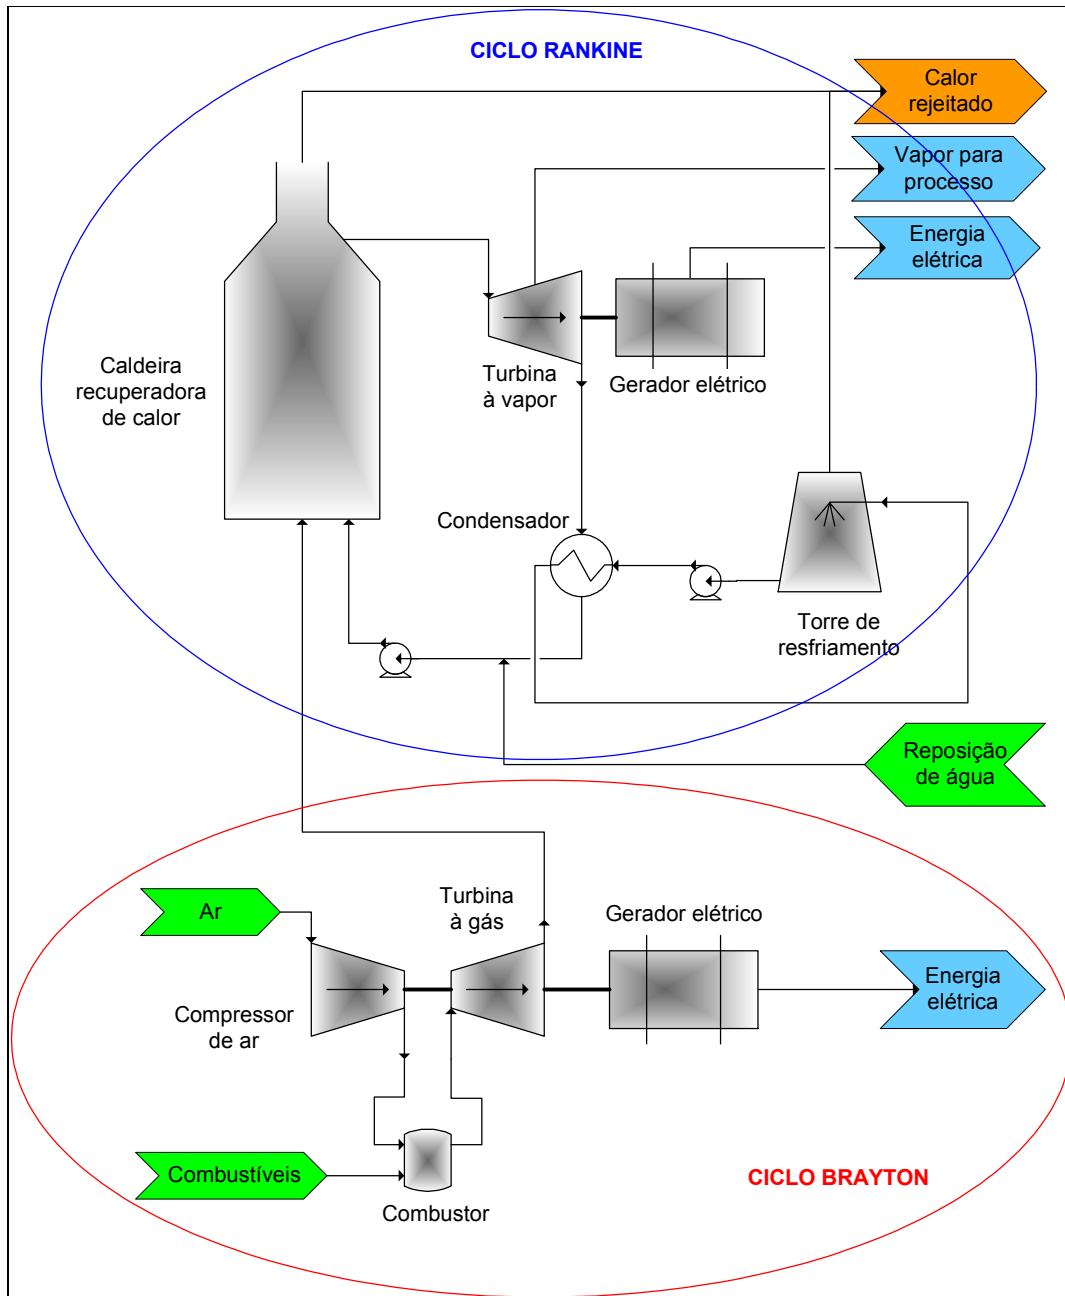 CICLO RANKINE
Calor
rejeitado
Vapor para
processo
Energia
elétrica
Caldeira
recuperadora
de calor
Turbina
à vapor
Gerador elétrico
Condensador
Torre de
resfriamento
Reposição
de água
Ar
Turbina
à gás
Gerador elétrico
Energia
elétrica
Compressor
de ar
Combustíveis
Combustor
CICLO BRAYTON